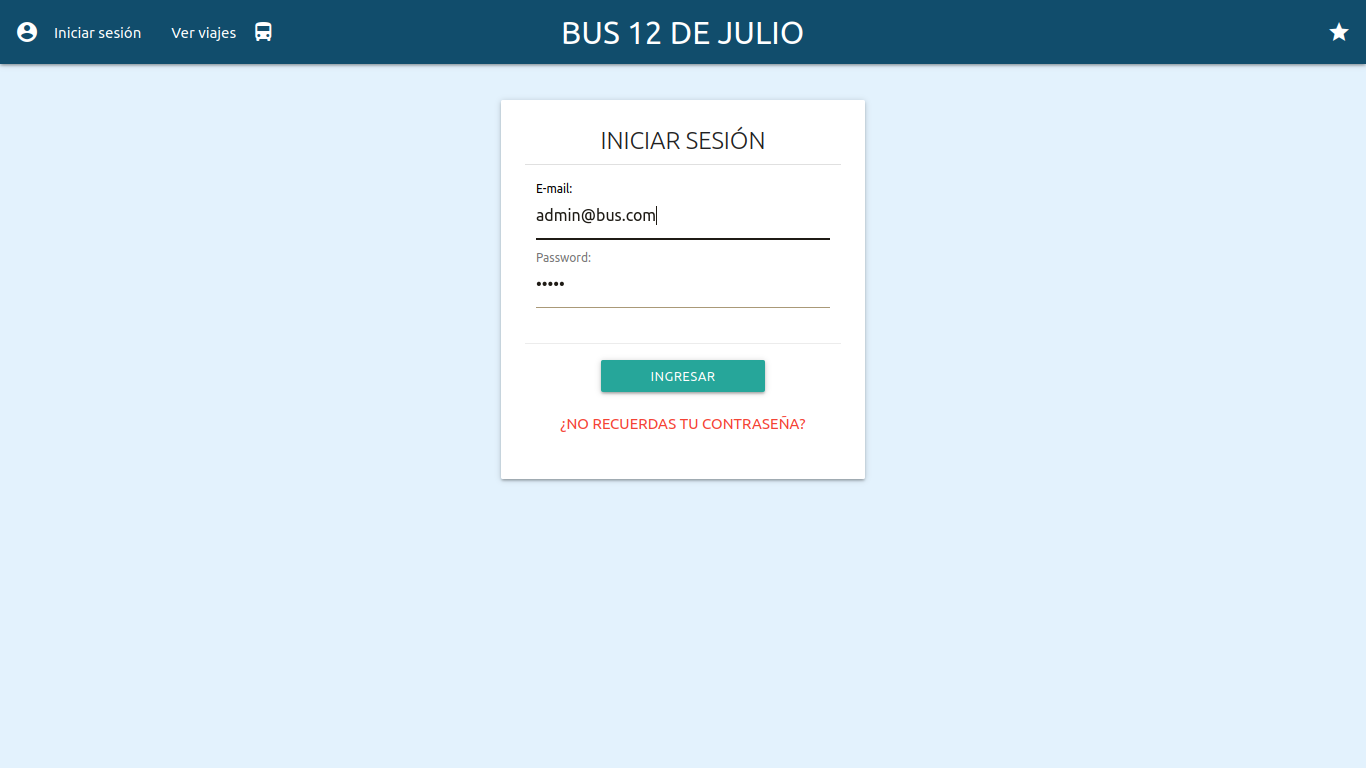 Iniciar sesión
Ver viajes
BUS 12 DE JULIO
INICIAR SESIÓN
E-mail:
admin@bus.com
Password:
•••••
INGRESAR
¿NO RECUERDAS TU CONTRASEÑA?